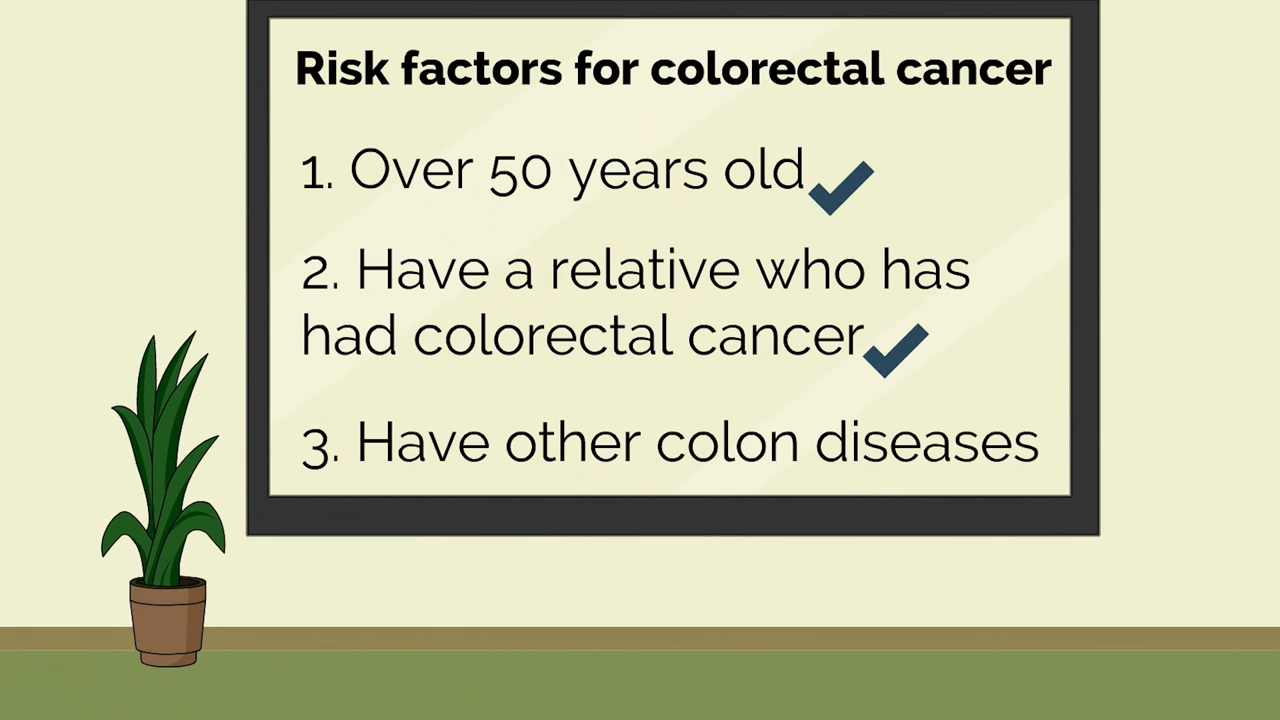 Risk factors for colorectal cancer
1. Over 50 years old
2. Have a relative who has
had colorectal cancer
3. Have other colon diseases